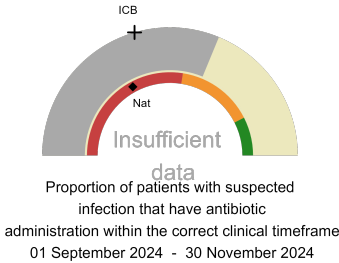 ICB
Nat
Insufficient
data
Proportion of patients with suspected
infection that have antibiotic
administration within the correct clinical timeframe
01 September 2024 - 30 November 2024